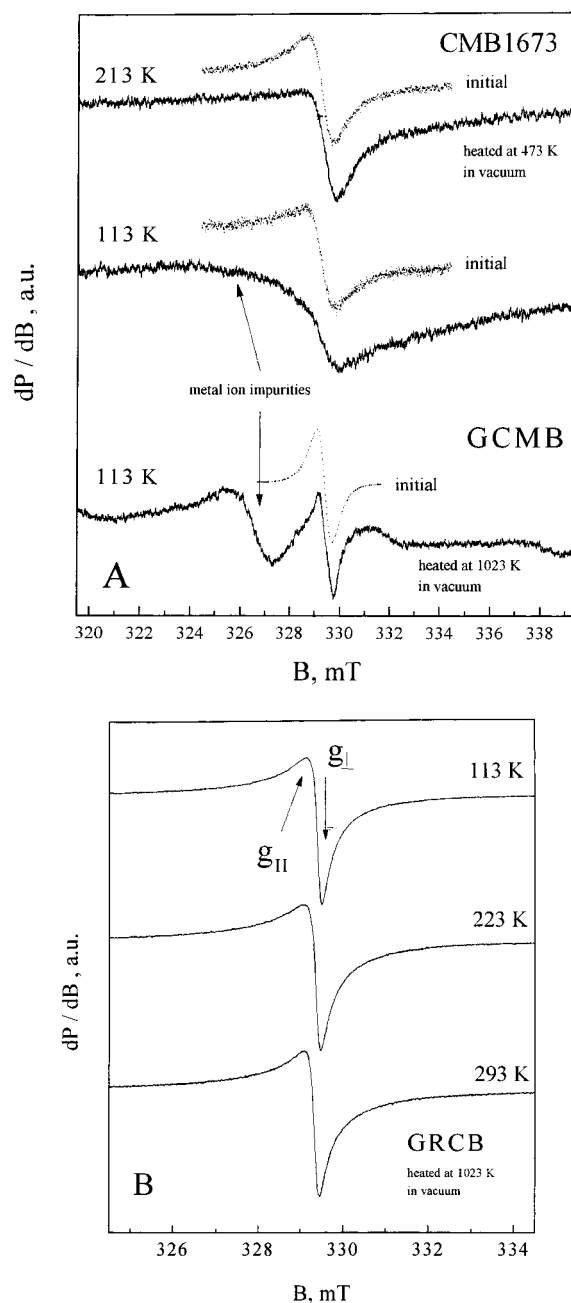 CMB1673
213 K
initial
heated at 473 K
in vacuum
113 K
initial
metal ion impurities
GCMB
113 K
initial
heated at 1023 K
in vacuum
A
dP / dB , a.u.
320 322 324 326 328 330 332 334 336 338
B, mT
g⊥
113 K
gII
223 K
293 K
GRCB
heated at 1023 K
in vacuum
B
dP / dB , a.u.
326 328 330 332 334
B, mT